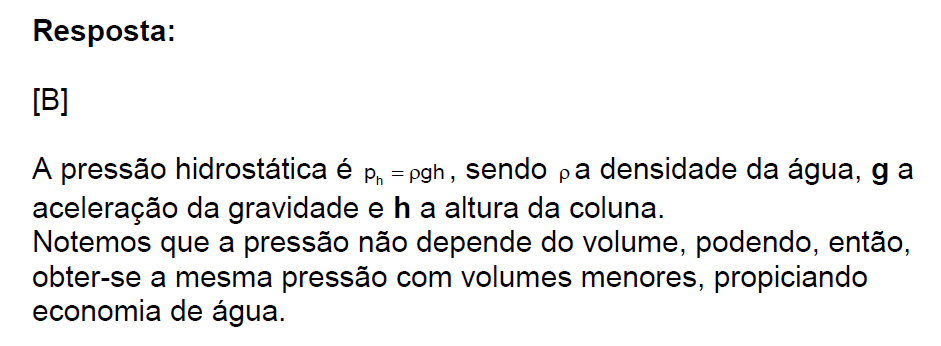 Resposta:
[B]
A pressão hidrostática é pₕ = ρgh, sendo ρ a densidade da água, g a
aceleração da gravidade e h a altura da coluna.
Notemos que a pressão não depende do volume, podendo, então,
obter-se a mesma pressão com volumes menores, propiciando
economia de água.